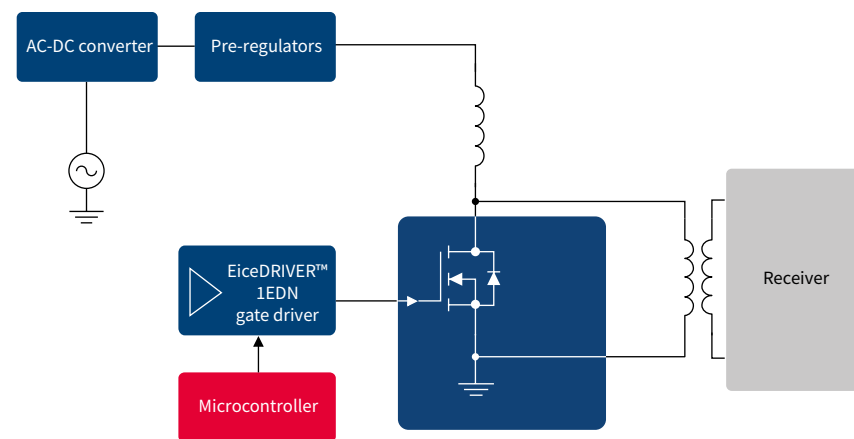 AC-DC converter
Pre-regulators
EiceDRIVER™
1EDN
gate driver
Receiver
Microcontroller